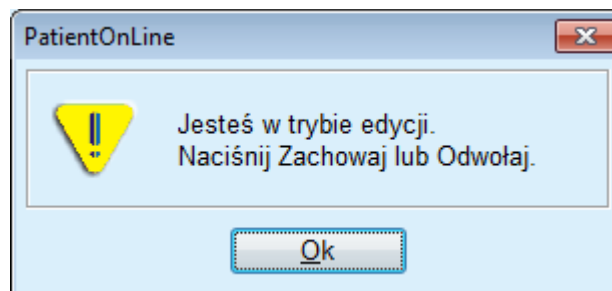 PatientOnLine
Jesteś w trybie edycji.
Naciśnij Zachowaj lub Odwołaj.
Ok